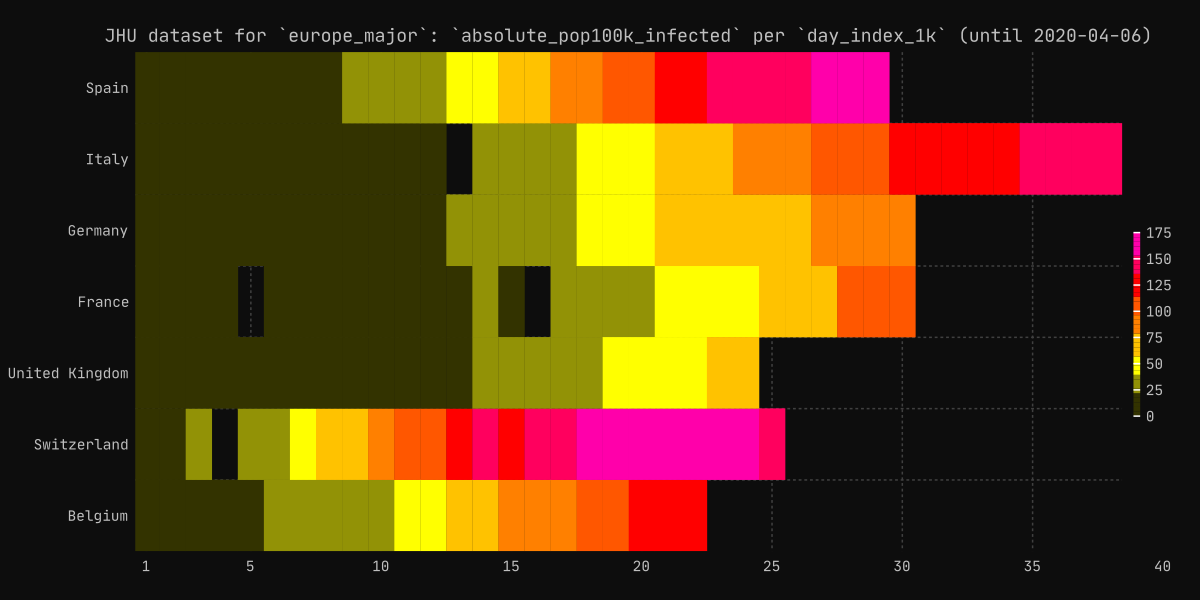 JHU dataset for `europe_major`: `absolute_pop100k_infected` per `day_index_1k` (until 2020-04-06)
Spain
Italy
Germany
France
United Kingdom
Switzerland
Belgium
175
150
125
100
75
50
25
0
1 5 10 15 20 25 30 35 40